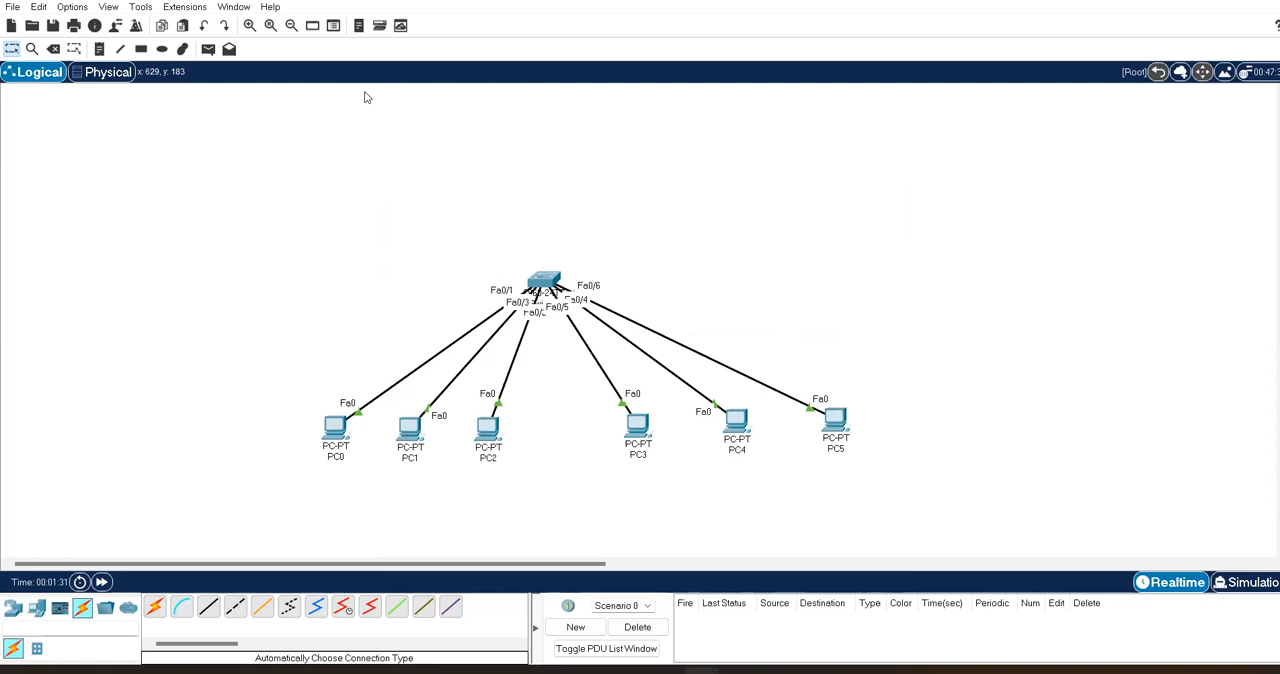 File Edit Options View Tools Extensions Window Help
Logical Physical x: 629, y: 183 [Root] 00:47:3
Fa0/6
Fa0/1
Fa0/3 Fa0/4
Fa0/5
Fa0 Fa0
Fa0 Fa0
Fa0 Fa0
PC-PT PC-PT PC-PT PC-PT PC-PT PC-PT
PC0 PC1 PC2 PC3 PC4 PC5
Time: 00:01:31 Realtime Simulatio
Scenario 0 Fire Last Status Source Destination Type Color Time(sec) Periodic Num Edit Delete
New Delete
Toggle PDU List Window
Automatically Choose Connection Type